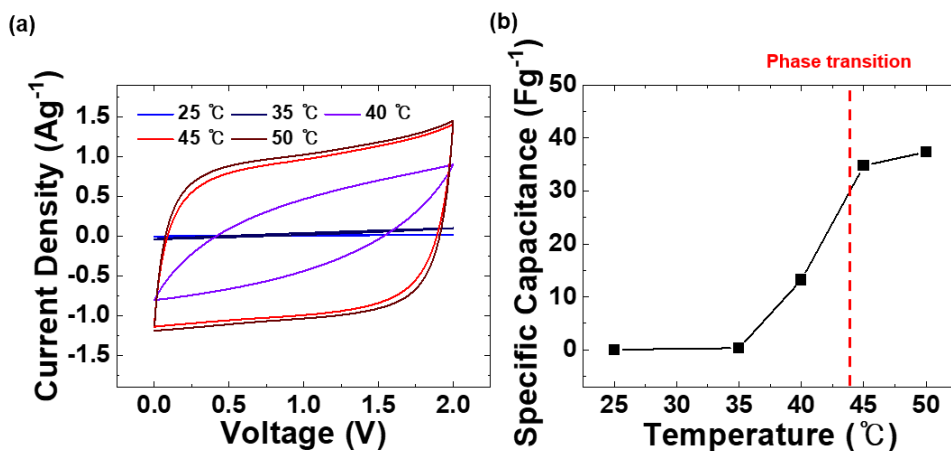 (a)
Current Density (Ag⁻¹)
1.5
1.0
0.5
0.0
-0.5
-1.0
-1.5
25 ℃ 35 ℃ 40 ℃
45 ℃ 50 ℃
0.0 0.5 1.0 1.5 2.0
Voltage (V)
(b)
Phase transition
Specific Capacitance (Fg⁻¹)
50
40
30
20
10
0
25 30 35 40 45 50
Temperature (℃)